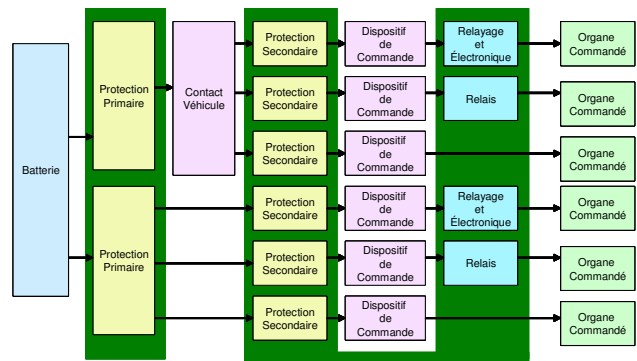 Batterie
Protection
Primaire
Protection
Primaire
Contact
Véhicule
Protection
Secondaire
Dispositif
de
Commande
Relayage
et
Électronique
Organe
Commandé
Protection
Secondaire
Dispositif
de
Commande
Relais
Organe
Commandé
Protection
Secondaire
Dispositif
de
Commande
Organe
Commandé
Protection
Secondaire
Dispositif
de
Commande
Relayage
et
Électronique
Organe
Commandé
Protection
Secondaire
Dispositif
de
Commande
Relais
Organe
Commandé
Protection
Secondaire
Dispositif
de
Commande
Organe
Commandé